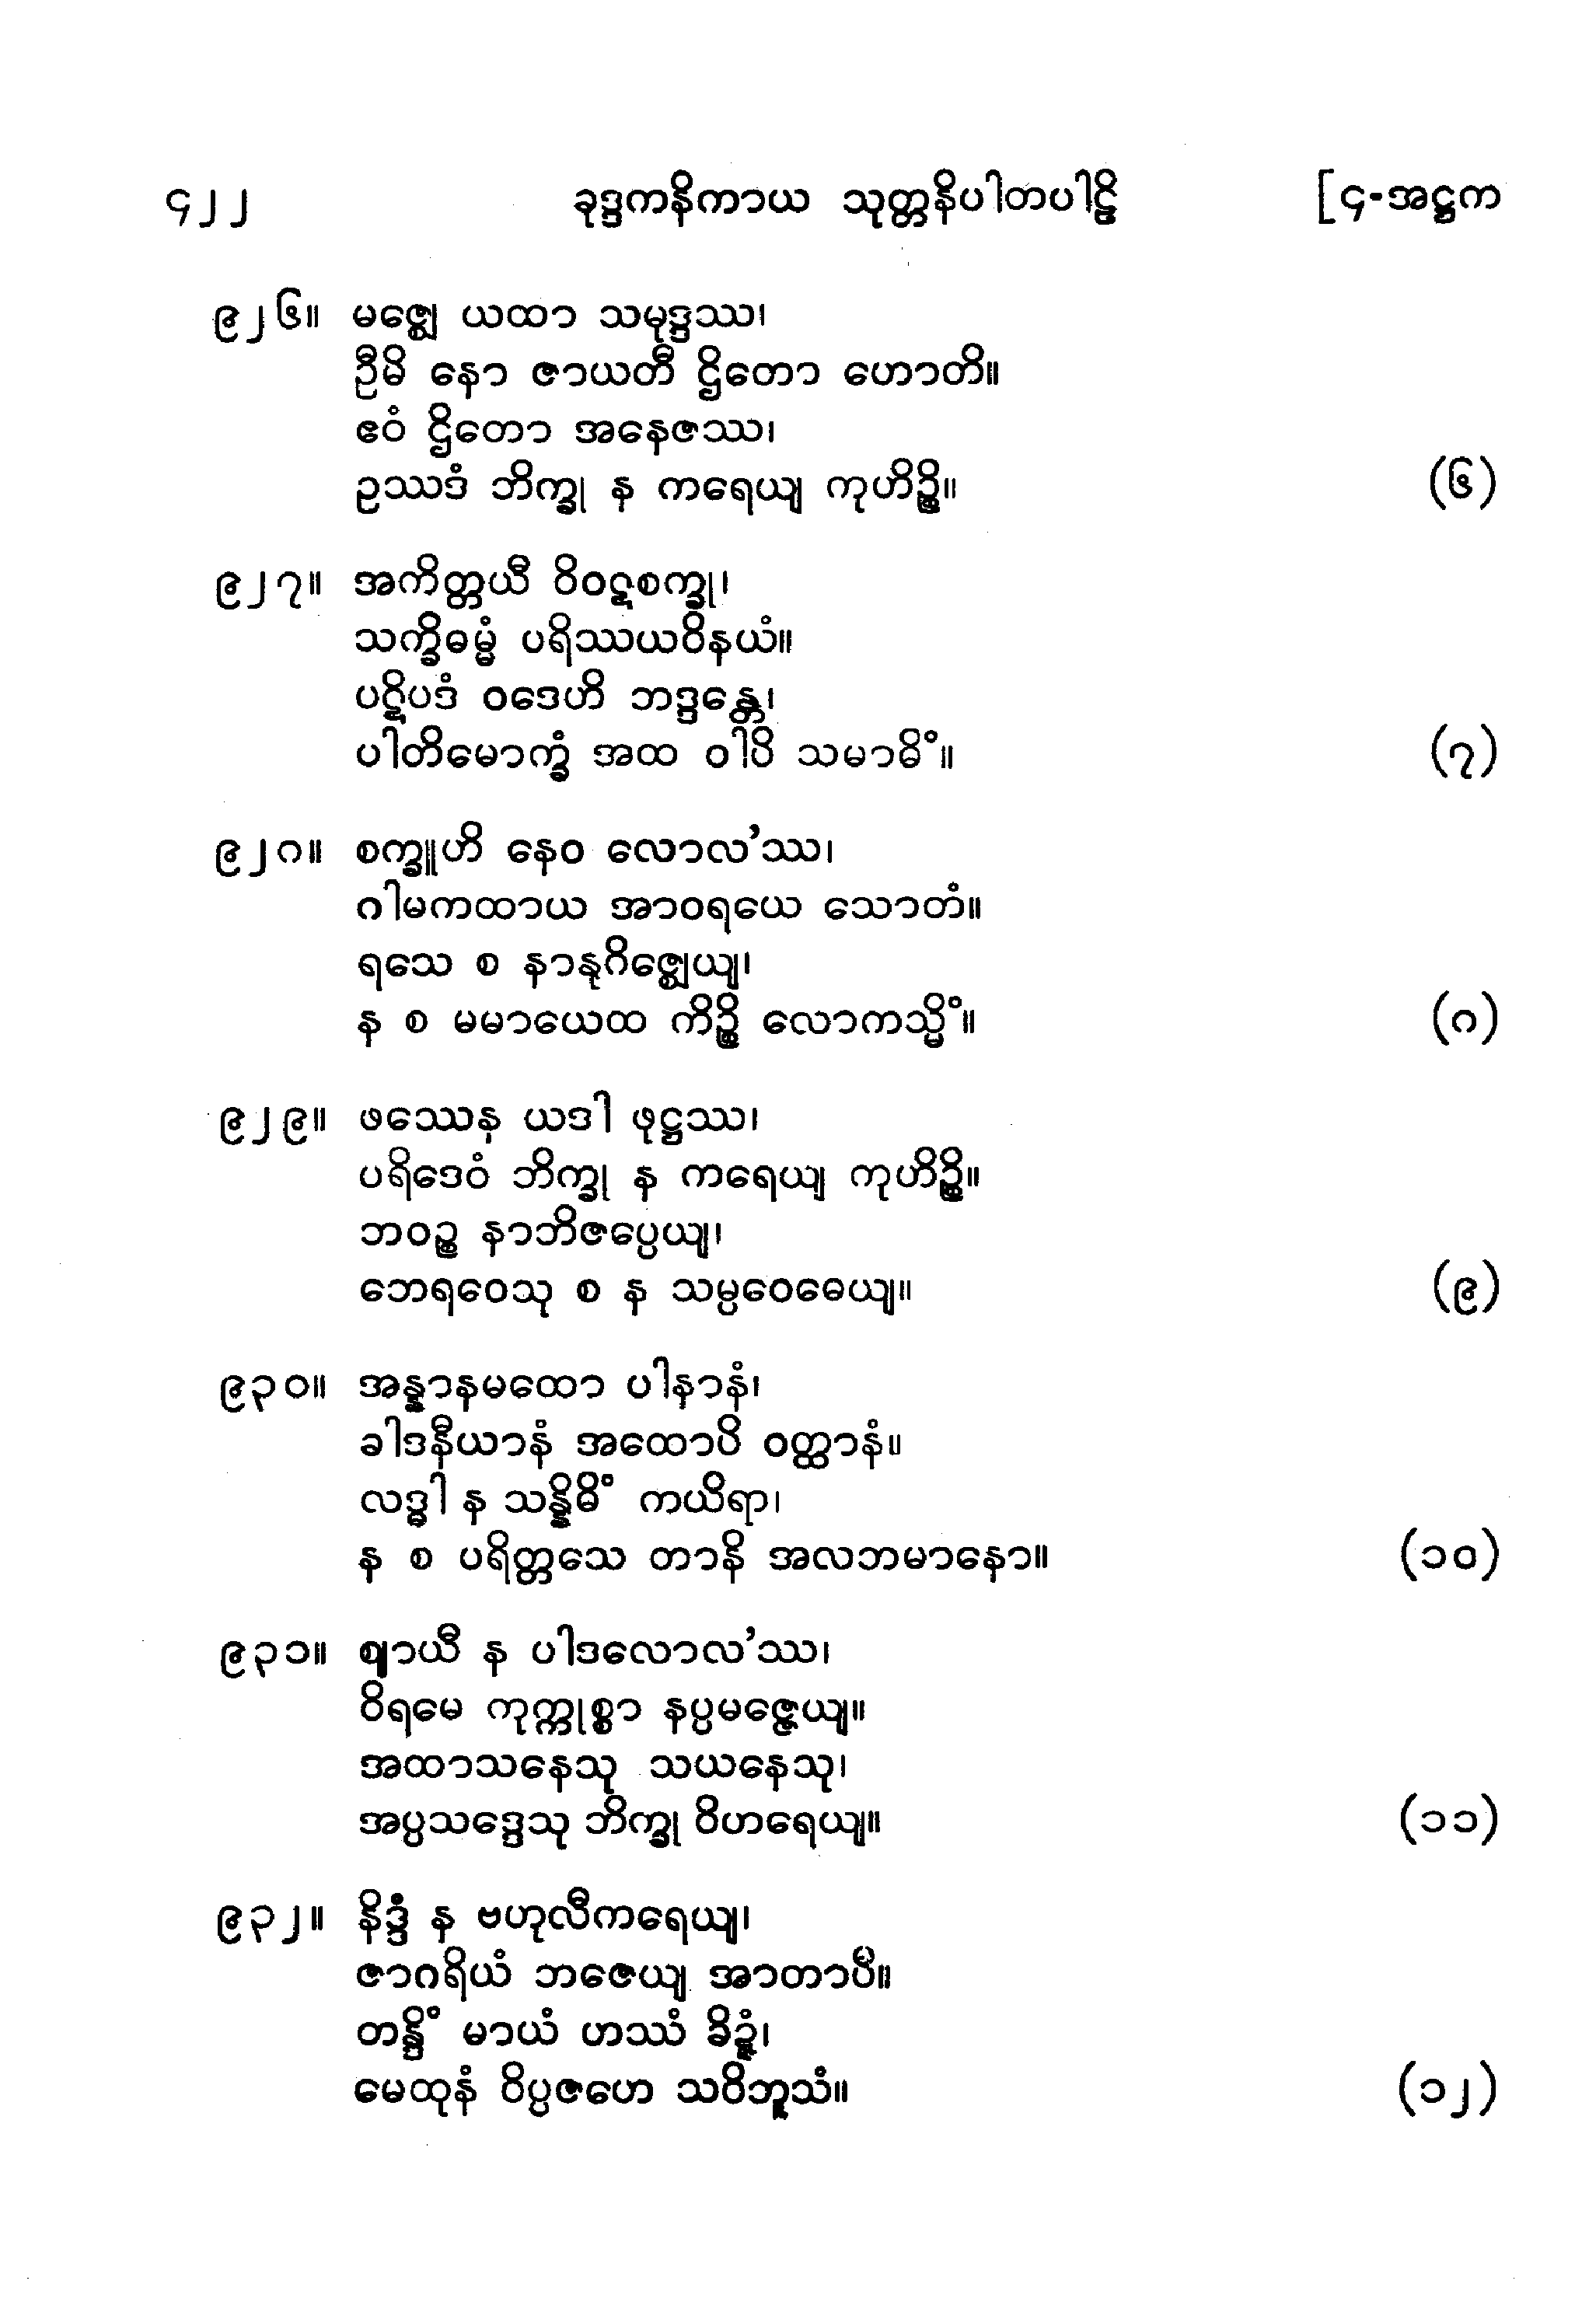 ၄၂၂ ခုဒ္ဒကနိကာယ သုတ္တနိပါတပါဠိ [၄-အဋ္ဌက
၉၂၆။ မဇ္ဈေ ယထာ သမုဒ္ဒဿ၊
ဦမိ နော ဇာယတီ ဌိတော ဟောတိ။
ဧဝံ ဌိတော အနေဇဿ၊
ဥဿဒံ ဘိက္ခု န ကရေယျ ကုဟိဉ္စိ။ (၆)
၉၂၇။ အကိတ္တယီ ဝိဝဋစက္ခု၊
သက္ခိဓမ္မံ ပရိဿယဝိနယံ။
ပဋိပဒံ ဝဒေဟိ ဘဒ္ဒန္တေ၊
ပါတိမောက္ခံ အထ ဝါပိ သမာဓိံ။ (၇)
၉၂၈။ စက္ခူဟိ နေဝ လောလ’ဿ၊
ဂါမကထာယ အာဝရယေ သောတံ။
ရသေ စ နာနုဂိဇ္ဈေယျ၊
န စ မမာယေထ ကိဉ္စိ လောကသ္မိံ။ (၈)
၉၂၉။ ဖဿေန ယဒါ ဖုဋ္ဌဿ၊
ပရိဒေဝံ ဘိက္ခု န ကရေယျ ကုဟိဉ္စိ။
ဘဝဉ္စ နာဘိဇပ္ပေယျ၊
ဘေရဝေသု စ န သမ္ပဝေဓေယျ။ (၉)
၉၃၀။ အန္နာနမထော ပါနာနံ၊
ခါဒနီယာနံ အထောပိ ဝတ္ထာနံ။
လဒ္ဓါ န သန္နိဓိံ ကယိရာ၊
န စ ပရိတ္တသေ တာနိ အလဘမာနော။ (၁၀)
၉၃၁။ ဈာယီ န ပါဒလောလ’ဿ၊
ဝိရမေ ကုက္ကုစ္စာ နပ္ပမဇ္ဇေယျ။
အထာသနေသု သယနေသု၊
အပ္ပသဒ္ဒေသု ဘိက္ခု ဝိဟရေယျ။ (၁၁)
၉၃၂။ နိဒ္ဒံ န ဗဟုလီကရေယျ၊
ဇာဂရိယံ ဘဇေယျ အာတာပီ။
တန္ဒိံ မာယံ ဟဿံ ခိဍ္ဍံ၊
မေထုနံ ဝိပ္ပဇဟေ သဝိဘူသံ။ (၁၂)